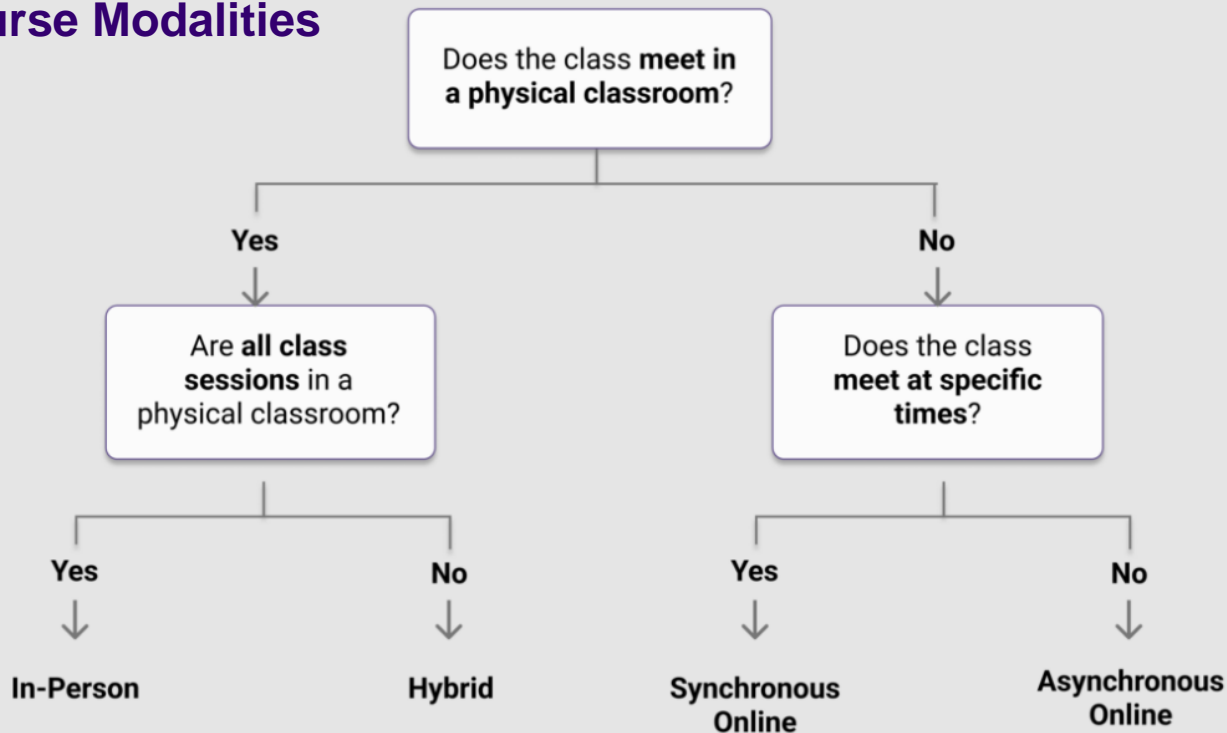 urse Modalities
Does the class meet in
a physical classroom?
Yes
No
Are all class
sessions in a
physical classroom?
Does the class
meet at specific
times?
Yes
No
Yes
No
In-Person
Hybrid
Synchronous
Online
Asynchronous
Online